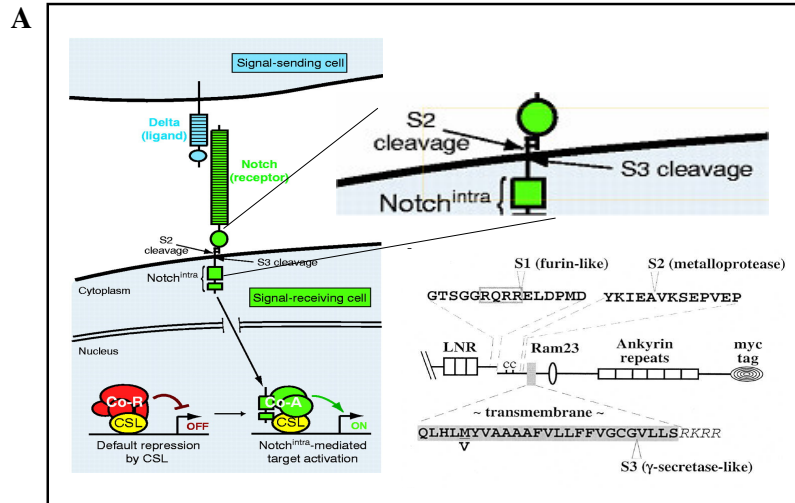 A
Signal-sending cell
Delta
(ligand)
Notch
(receptor)
S2
cleavage
S3 cleavage
Notchintra
Cytoplasm
Signal-receiving cell
Nucleus
Co-R
CSL
OFF
Default repression
by CSL
Co-A
CSL
ON
Notchintra-mediated
target activation
S2
cleavage
S3 cleavage
Notchintra
S1 (furin-like)
S2 (metalloprotease)
GTSGGRQRRELDPMD
YKIEAVKSEPVEP
LNR
cc
Ram23
Ankyrin
repeats
myc
tag
~ transmembrane ~
QLHLMYVAAAAFVLLFFVGCGVLLSRKRR
V
S3 (γ-secretase-like)